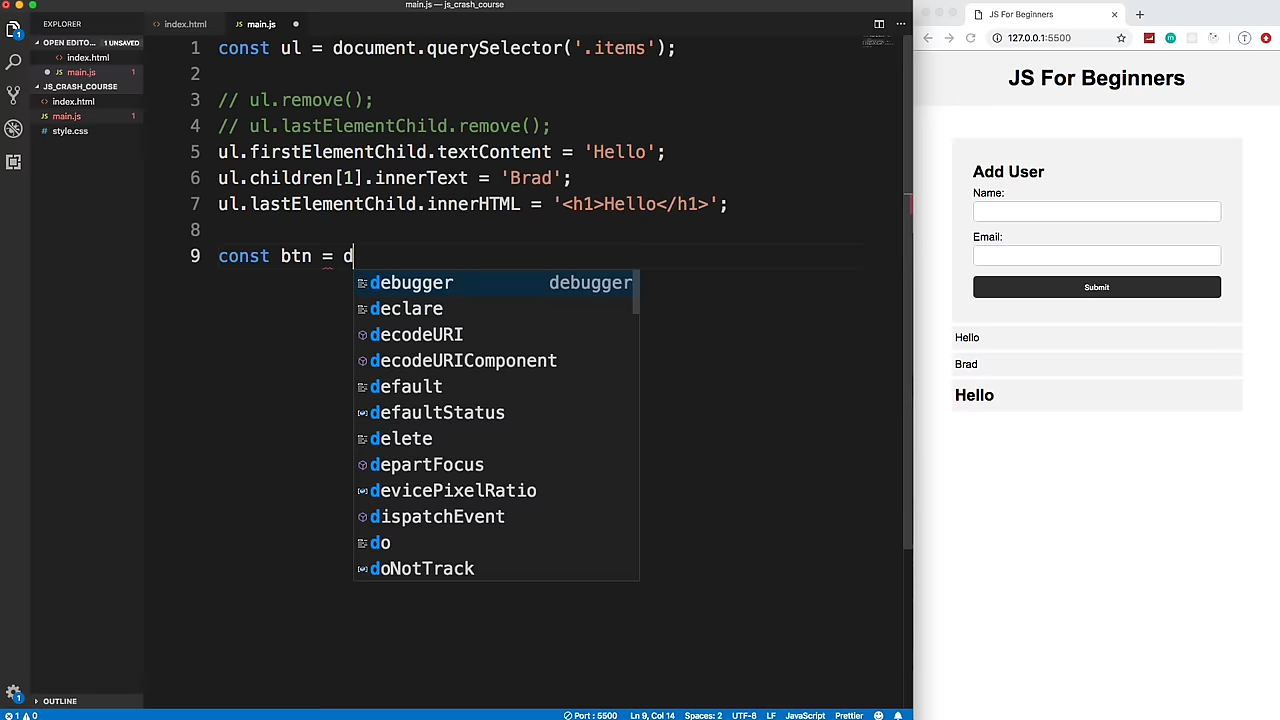 main.js — js_crash_course
EXPLORER
OPEN EDITO... 1 UNSAVED
index.html
main.js 1
JS_CRASH_COURSE
index.html
main.js 1
style.css
OUTLINE
index.html
main.js
1 const ul = document.querySelector('.items');
2
3 // ul.remove();
4 // ul.lastElementChild.remove();
5 ul.firstElementChild.textContent = 'Hello';
6 ul.children[1].innerText = 'Brad';
7 ul.lastElementChild.innerHTML = '<h1>Hello</h1>';
8
9 const btn = d
debugger debugger
declare
decodeURI
decodeURIComponent
default
defaultStatus
delete
departFocus
devicePixelRatio
dispatchEvent
do
doNotTrack
1 0 Port : 5500 Ln 9, Col 14 Spaces: 2 UTF-8 LF JavaScript Prettier
JS For Beginners
127.0.0.1:5500
JS For Beginners
Add User
Name:
Email:
Submit
Hello
Brad
Hello